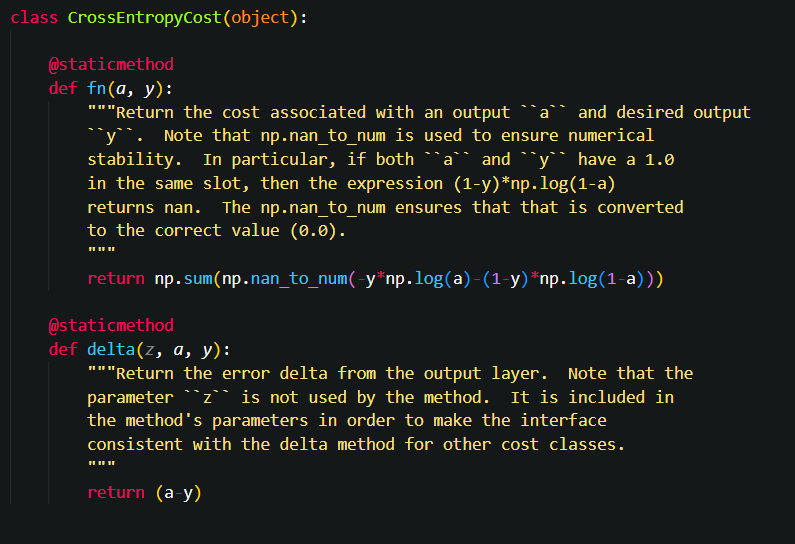 class CrossEntropyCost(object):
@staticmethod
def fn(a, y):
"""Return the cost associated with an output ``a`` and desired output
``y``.  Note that np.nan_to_num is used to ensure numerical
stability.  In particular, if both ``a`` and ``y`` have a 1.0
in the same slot, then the expression (1-y)*np.log(1-a)
returns nan.  The np.nan_to_num ensures that that is converted
to the correct value (0.0).
"""
return np.sum(np.nan_to_num(-y*np.log(a)-(1-y)*np.log(1-a)))
@staticmethod
def delta(z, a, y):
"""Return the error delta from the output layer.  Note that the
parameter ``z`` is not used by the method.  It is included in
the method's parameters in order to make the interface
consistent with the delta method for other cost classes.
"""
return (a-y)